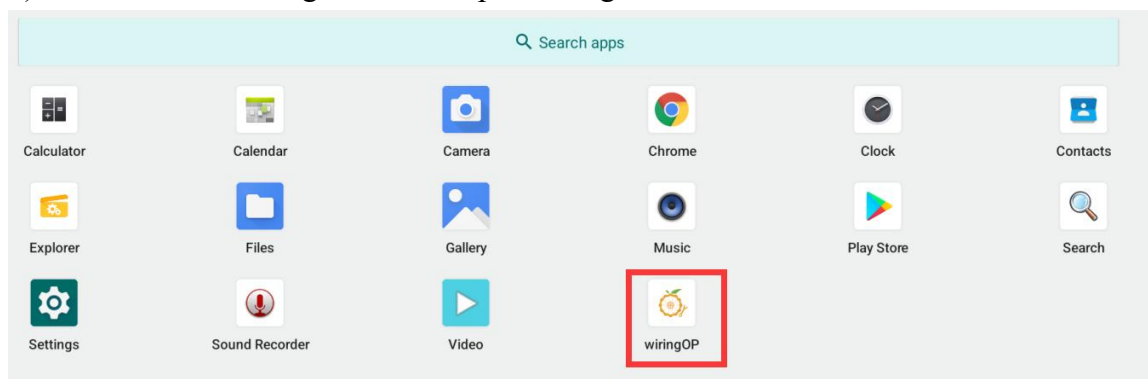 Search apps
Calculator Calendar Camera Chrome Clock Contacts
Explorer Files Gallery Music Play Store Search
Settings Sound Recorder Video wiringOP